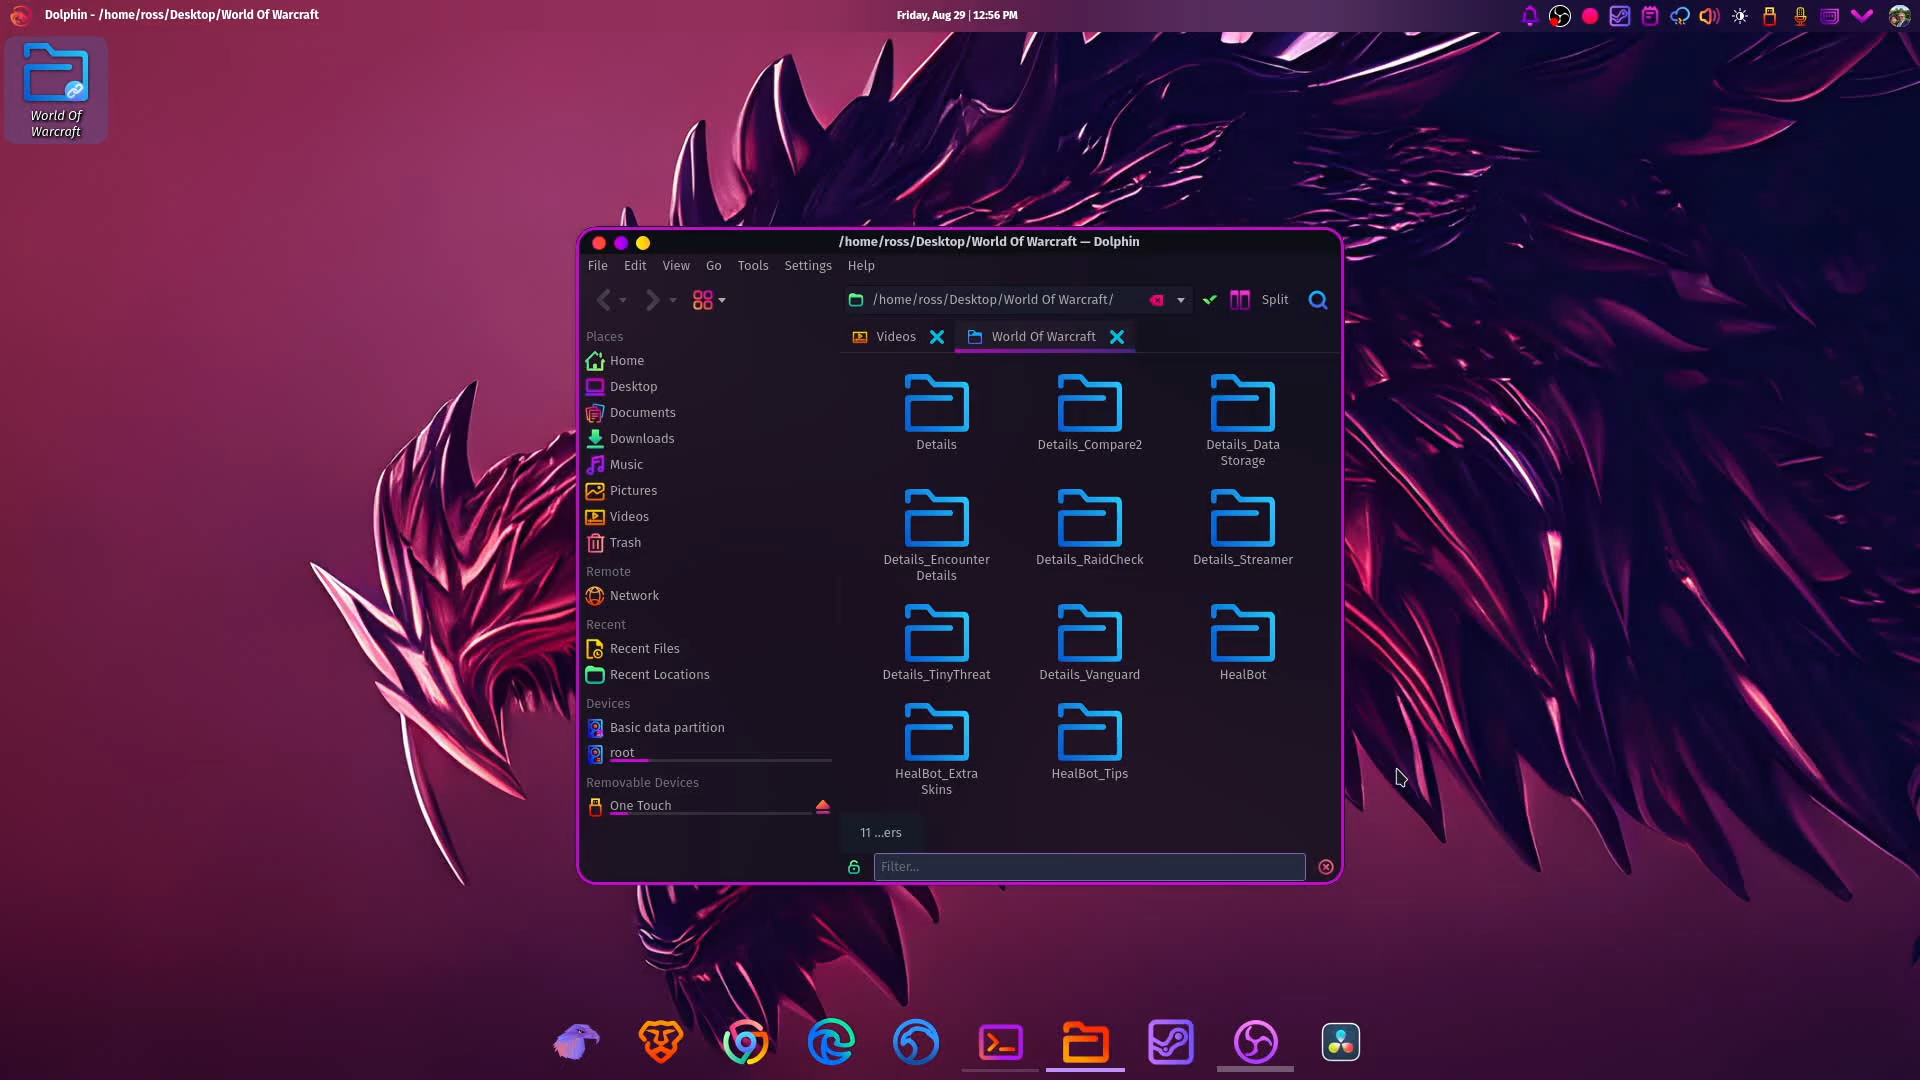 Dolphin - /home/ross/Desktop/World Of Warcraft
Friday, Aug 29 | 12:56 PM
World Of
Warcraft
/home/ross/Desktop/World Of Warcraft — Dolphin
File Edit View Go Tools Settings Help
/home/ross/Desktop/World Of Warcraft/
Split
Places
Home
Desktop
Documents
Downloads
Music
Pictures
Videos
Trash
Remote
Network
Recent
Recent Files
Recent Locations
Devices
Basic data partition
root
Removable Devices
One Touch
Videos
World Of Warcraft
Details
Details_Compare2
Details_Data
Storage
Details_Encounter
Details
Details_RaidCheck
Details_Streamer
Details_TinyThreat
Details_Vanguard
HealBot
HealBot_Extra
Skins
HealBot_Tips
11 ...ers
Filter...